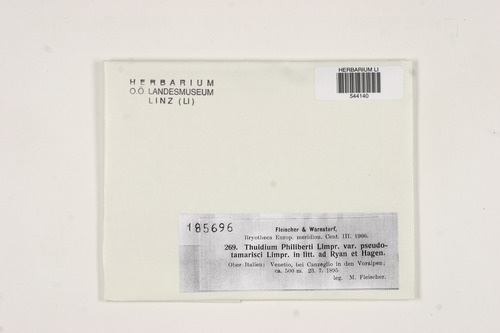 HERBARIUM
O.Ö. LANDESMUSEUM
LINZ (LI)
HERBARIUM LI
544140
185696
Fleischer & Warnstorf,
Bryotheca Europ. meridion. Cent. III. 1906.
269. Thuidium Philiberti Limpr. var. pseudo-
tamarisci Limpr. in litt. ad Ryan et Hagen.
Ober-Italien: Venetio, bei Canzeglio in den Voralpen;
ca. 500 m. 23. 7. 1895
leg. M. Fleischer.